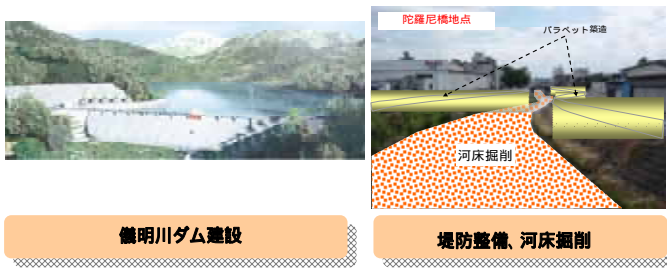 陀羅尼橋地点
パラペット築造
河床掘削
儀明川ダム建設
堤防整備、河床掘削